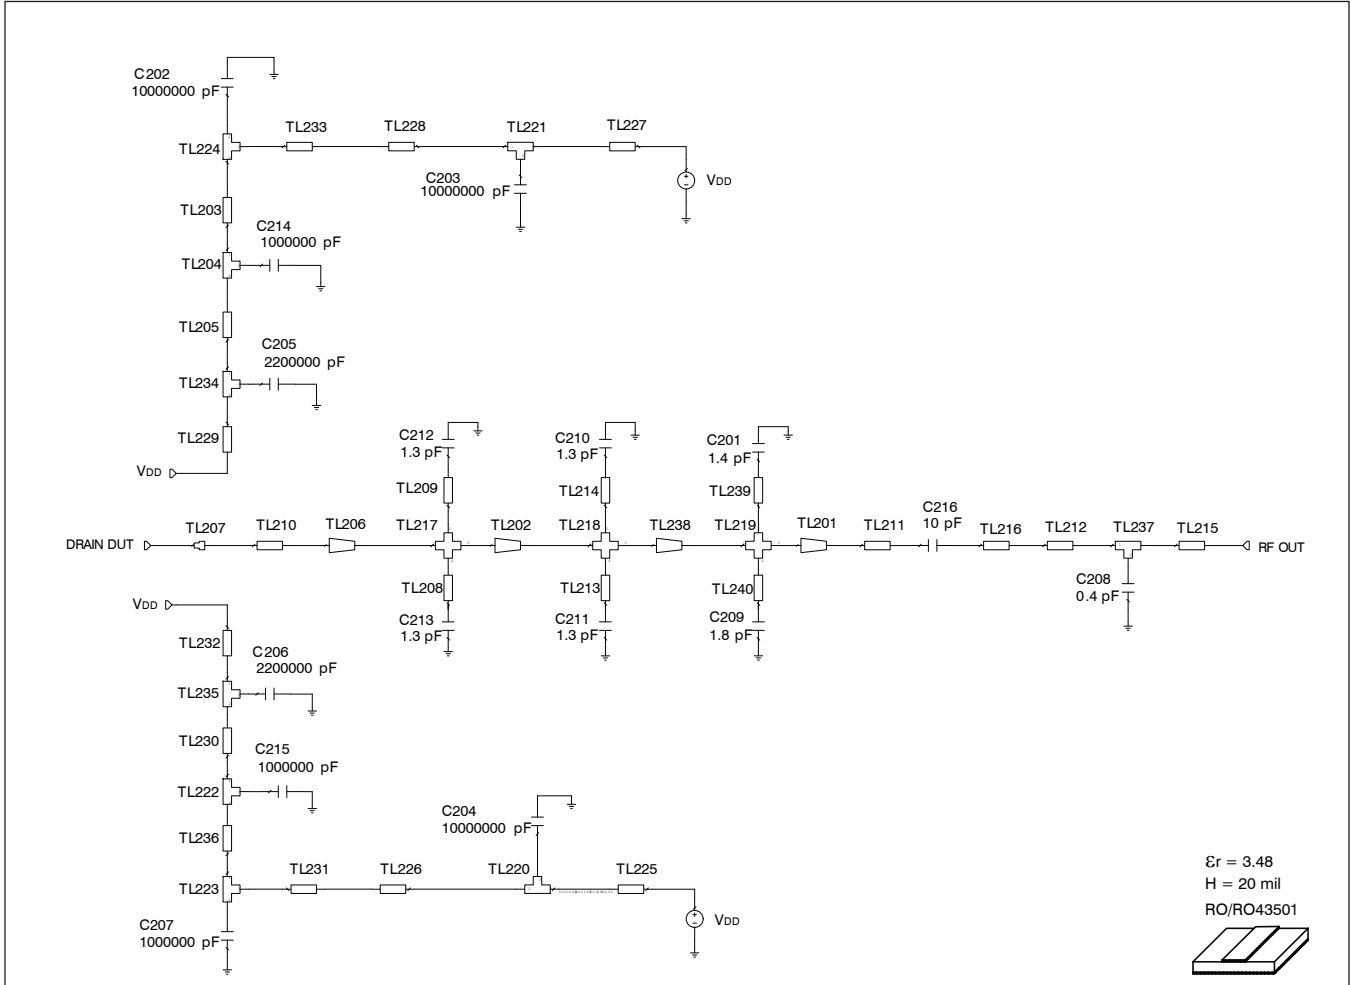 C202
10000000 pF
TL224
TL233
TL228
TL221
TL227
C203
10000000 pF
VDD
TL203
C214
1000000 pF
TL204
TL205
C205
2200000 pF
TL234
TL229
VDD
C212
1.3 pF
C210
1.3 pF
C201
1.4 pF
TL209
TL214
TL239
DRAIN DUT
TL207
TL210
TL206
TL217
TL202
TL218
TL238
TL219
TL201
TL211
C216
10 pF
TL216
TL212
TL237
TL215
RF OUT
TL208
TL213
TL240
C208
0.4 pF
C213
1.3 pF
C211
1.3 pF
C209
1.8 pF
VDD
TL232
C206
2200000 pF
TL235
TL230
C215
1000000 pF
TL222
TL236
C204
10000000 pF
TL223
TL231
TL226
TL220
TL225
C207
1000000 pF
VDD
Ɛr = 3.48
H = 20 mil
RO/RO43501